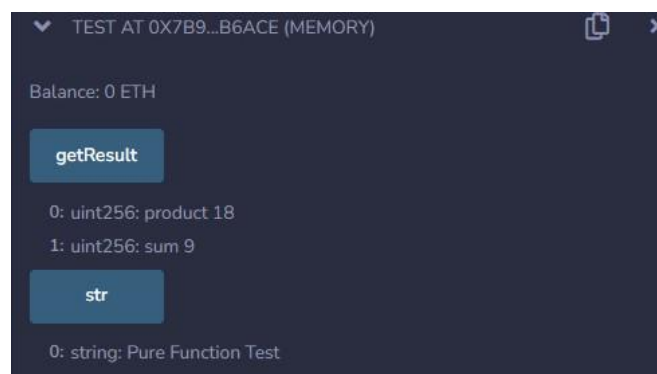 TEST AT 0X7B9...B6ACE (MEMORY)
Balance: 0 ETH
getResult
0: uint256: product 18
1: uint256: sum 9
str
0: string: Pure Function Test